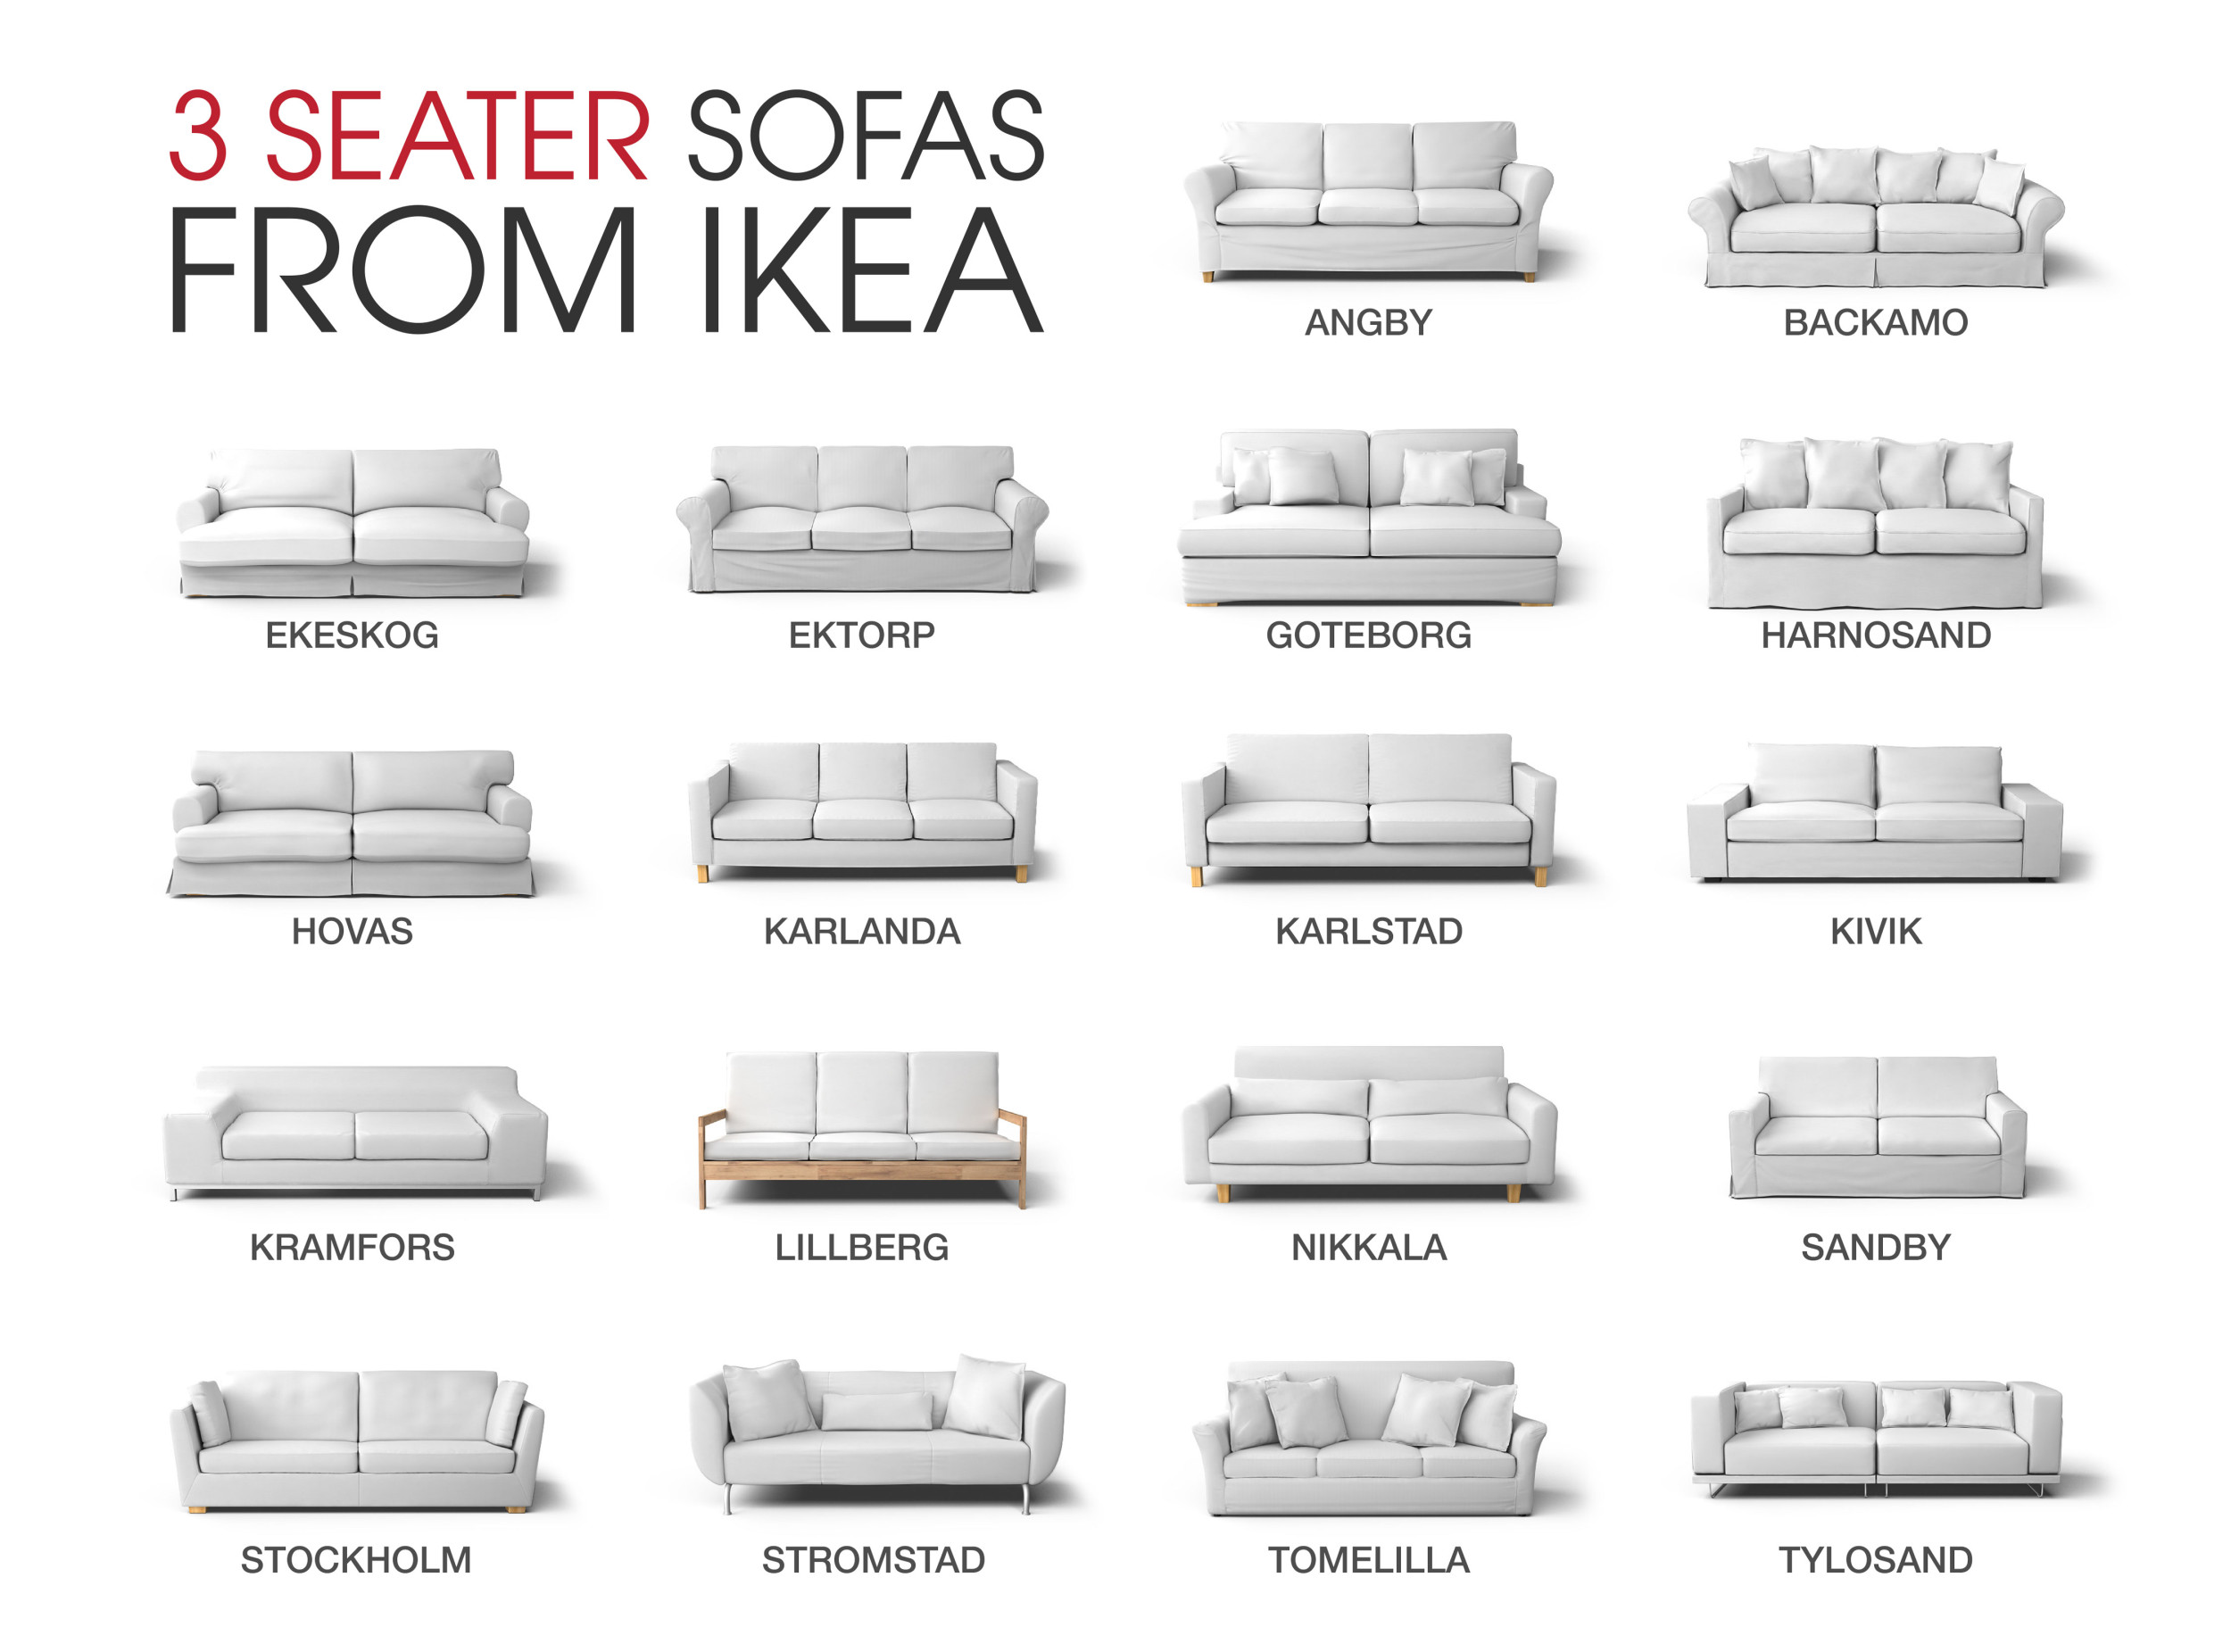 3 SEATER SOFAS
FROM IKEA
ANGBY
BACKAMO
EKESKOG
EKTORP
GOTEBORG
HARNOSAND
HOVAS
KARLANDA
KARLSTAD
KIVIK
KRAMFORS
LILLBERG
NIKKALA
SANDBY
STOCKHOLM
STROMSTAD
TOMELILLA
TYLOSAND